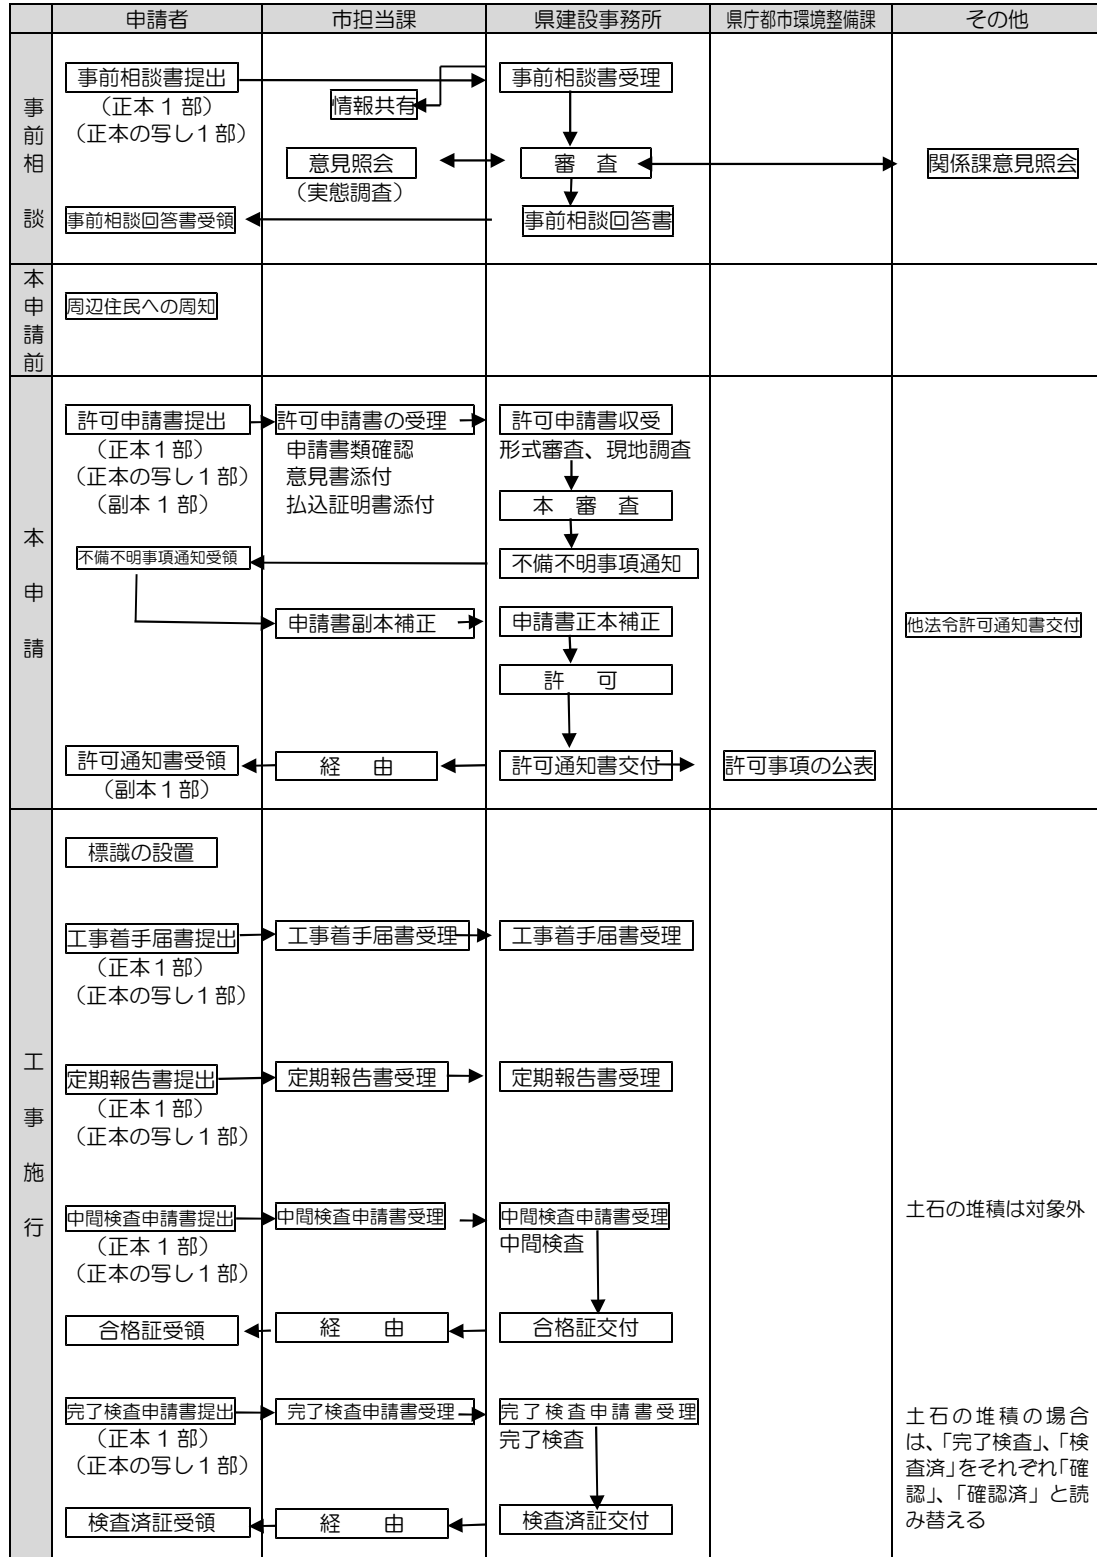 申請者 市担当課 県建設事務所 県庁都市環境整備課 その他
事前相談
事前相談書提出 事前相談書受理
（正本１部） 情報共有
（正本の写し１部）
意見照会 審　査 関係課意見照会
（実態調査）
事前相談回答書受領 事前相談回答書
本申請前
周辺住民への周知
本申請
許可申請書提出 許可申請書の受理 許可申請書収受
（正本１部） 申請書類確認 形式審査、現地調査
（正本の写し１部） 意見書添付
（副本１部） 払込証明書添付 本　審　査
不備不明事項通知受領 不備不明事項通知
申請書副本補正 申請書正本補正 他法令許可通知書交付
許　可
許可通知書受領 経　由 許可通知書交付 許可事項の公表
（副本１部）
工事施行
標識の設置
工事着手届書提出 工事着手届書受理 工事着手届書受理
（正本１部）
（正本の写し１部）
定期報告書提出 定期報告書受理 定期報告書受理
（正本１部）
（正本の写し１部）
中間検査申請書提出 中間検査申請書受理 中間検査申請書受理 土石の堆積は対象外
（正本１部） 中間検査
（正本の写し１部）
合格証受領 経　由 合格証交付
完了検査申請書提出 完了検査申請書受理 完了検査申請書受理
（正本１部） 完了検査
（正本の写し１部）
土石の堆積の場合
は、「完了検査」、「検
査済」をそれぞれ「確
認」、「確認済」と読
み替える
検査済証受領 経　由 検査済証交付